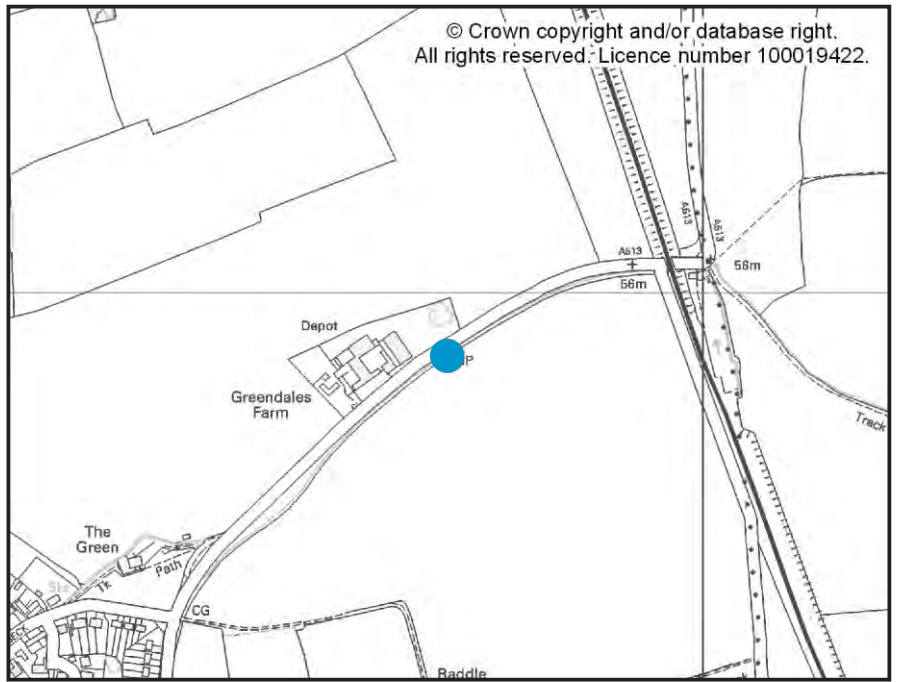 © Crown copyright and/or database right.
All rights reserved. Licence number 100019422.
A513
A513
A513
56m
56m
Depot
Greendales
Farm
Track
The
Green
Path
Tk
CG
Baddle